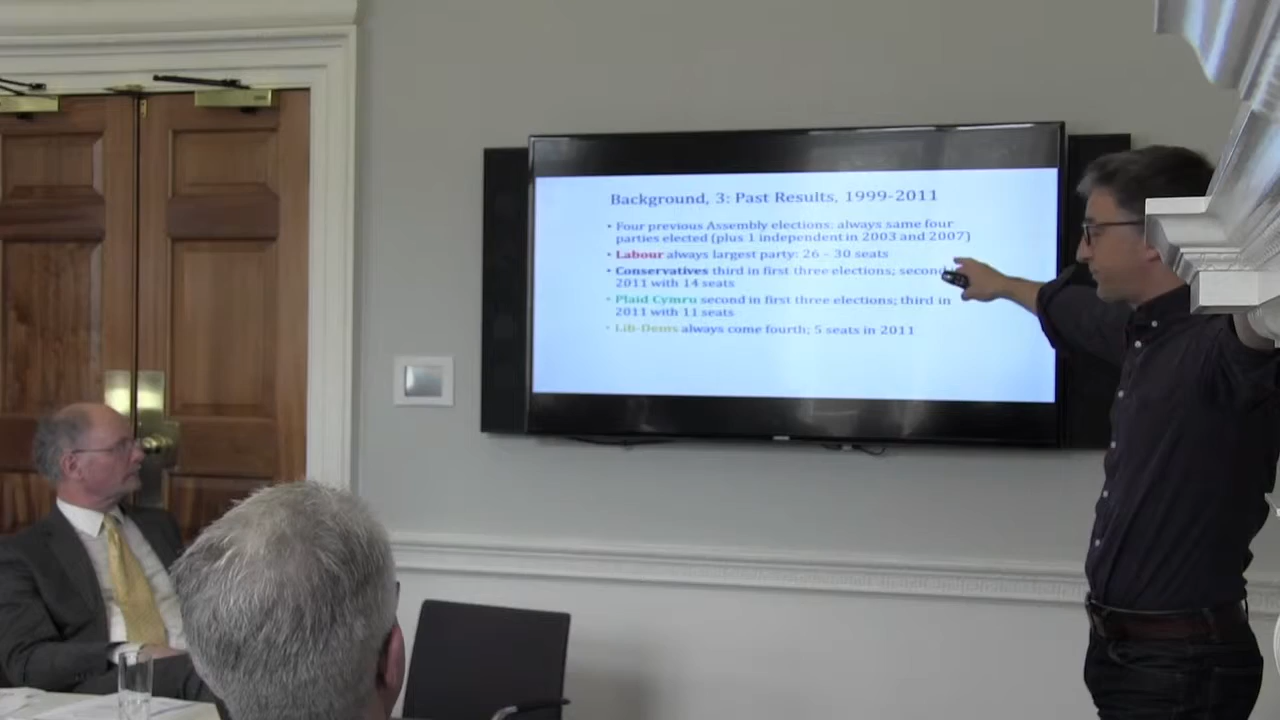 Background, 3: Past Results, 1999-2011
• Four previous Assembly elections: always same four
parties elected (plus 1 independent in 2003 and 2007)
• Labour always largest party: 26 – 30 seats
• Conservatives third in first three elections; second
2011 with 14 seats
• Plaid Cymru second in first three elections; third in
2011 with 11 seats
• Lib-Dems always come fourth; 5 seats in 2011